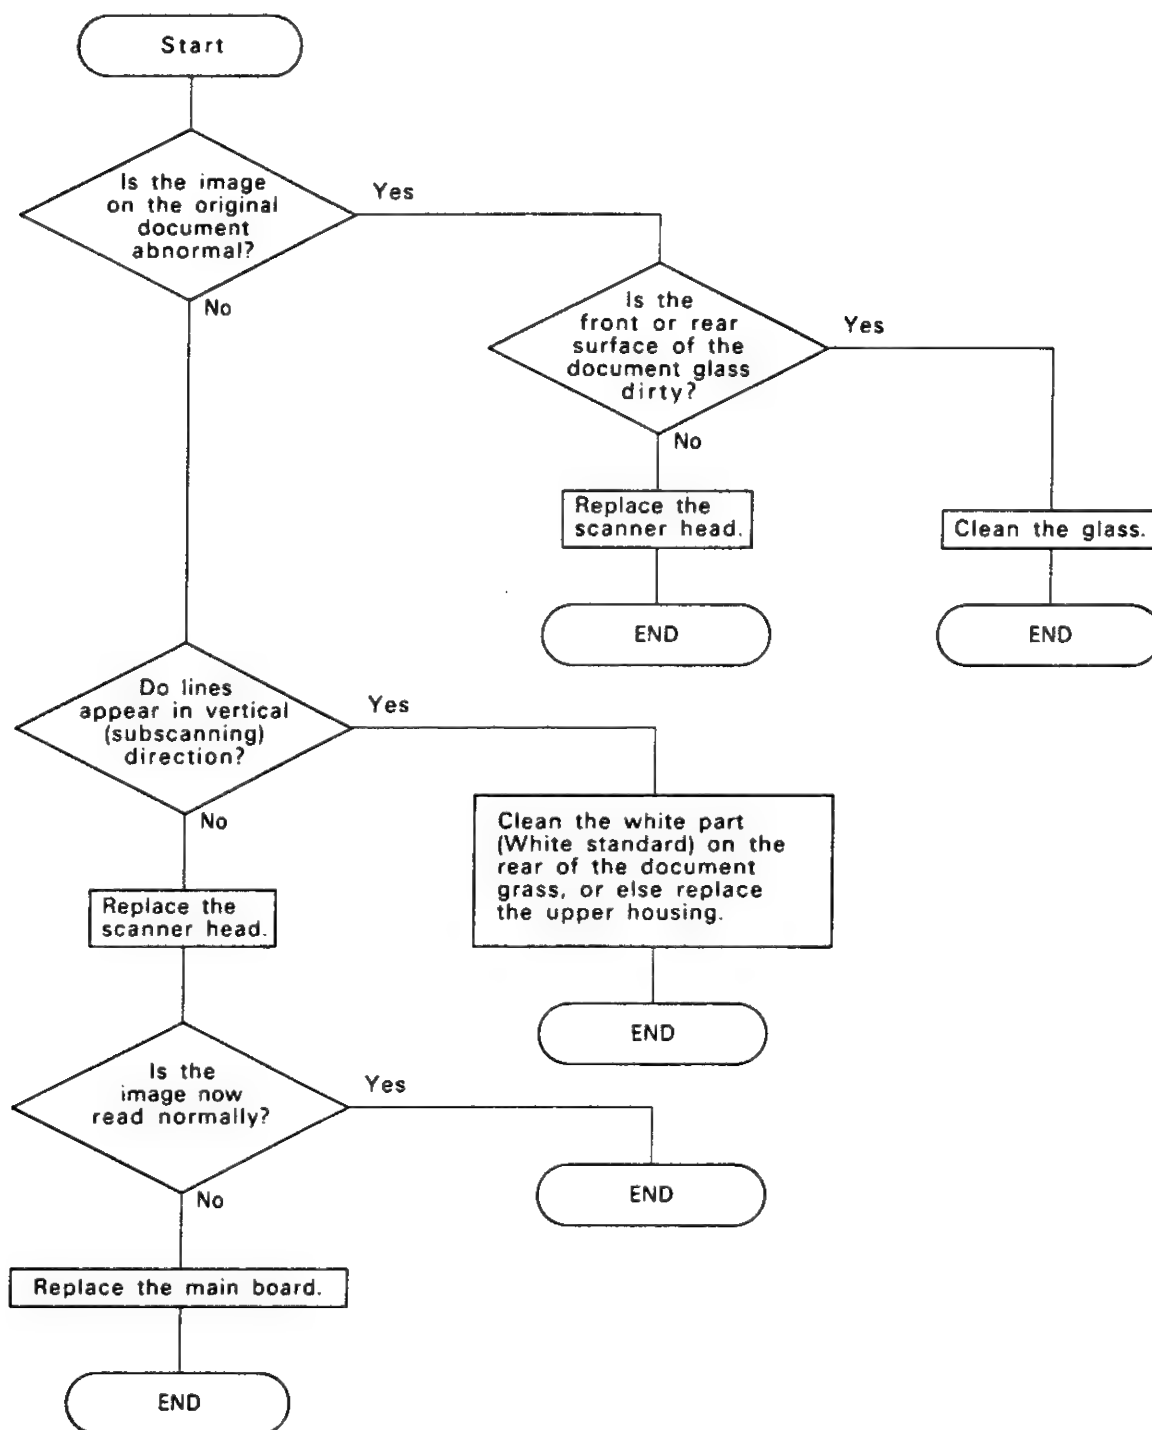 Start
Is the image
on the original
document
abnormal?
Yes
No
Is the
front or rear
surface of the
document glass
dirty?
Yes
No
Replace the
scanner head.
Clean the glass.
END
END
Do lines
appear in vertical
(subscanning)
direction?
Yes
No
Clean the white part
(White standard) on the
rear of the document
grass, or else replace
the upper housing.
Replace the
scanner head.
END
Is the
image now
read normally?
Yes
No
END
Replace the main board.
END